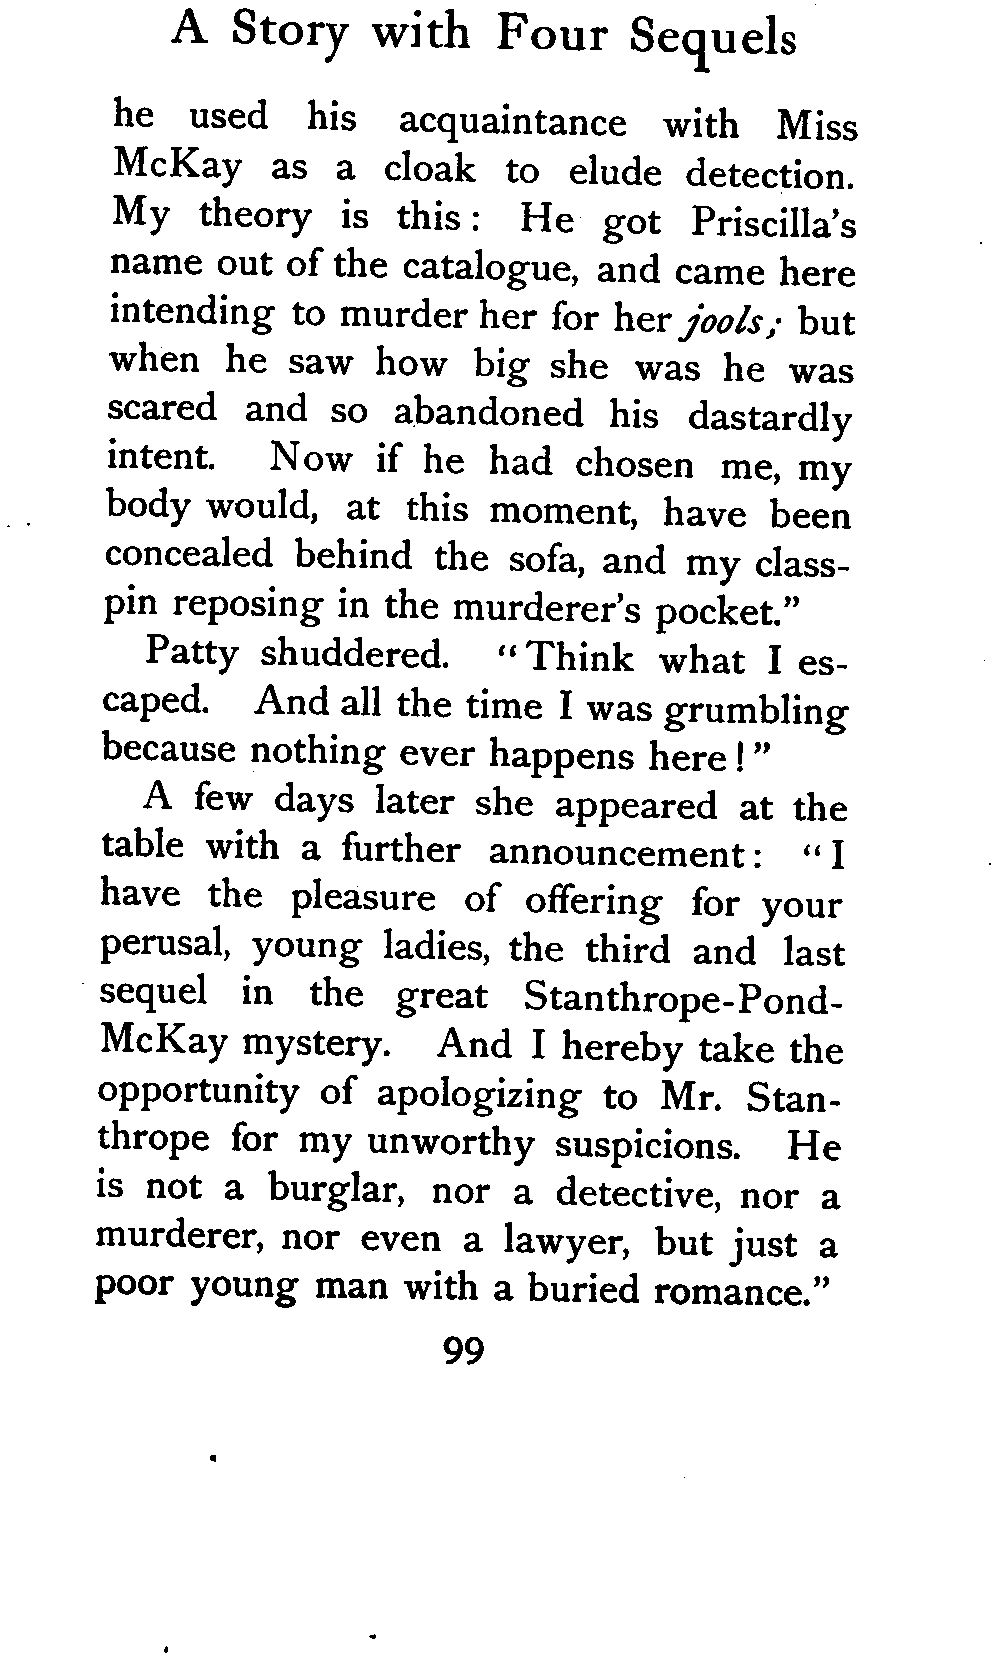 A Story with Four Sequels
he used his acquaintance with Miss
McKay as a cloak to elude detection.
My theory is this: He got Priscilla's
name out of the catalogue, and came here
intending to murder her for her jools; but
when he saw how big she was he was
scared and so abandoned his dastardly
intent. Now if he had chosen me, my
body would, at this moment, have been
concealed behind the sofa, and my class-
pin reposing in the murderer's pocket."
Patty shuddered. "Think what I es-
caped. And all the time I was grumbling
because nothing ever happens here!"
A few days later she appeared at the
table with a further announcement: "I
have the pleasure of offering for your
perusal, young ladies, the third and last
sequel in the great Stanthrope-Pond-
McKay mystery. And I hereby take the
opportunity of apologizing to Mr. Stan-
thrope for my unworthy suspicions. He
is not a burglar, nor a detective, nor a
murderer, nor even a lawyer, but just a
poor young man with a buried romance."
99